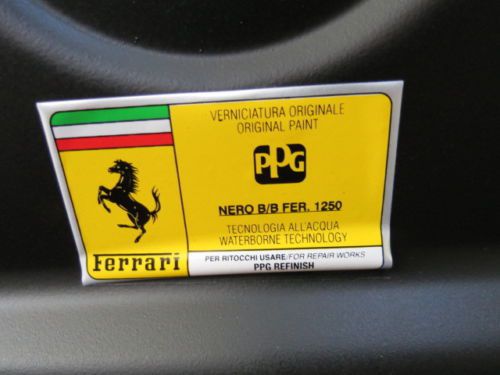 VERNICIATURA ORIGINALE
ORIGINAL PAINT
PPG
NERO B/B FER. 1250
TECNOLOGIA ALL'ACQUA
WATERBORNE TECHNOLOGY
Ferrari
PER RITOCCHI USARE/FOR REPAIR WORKS
PPG REFINISH